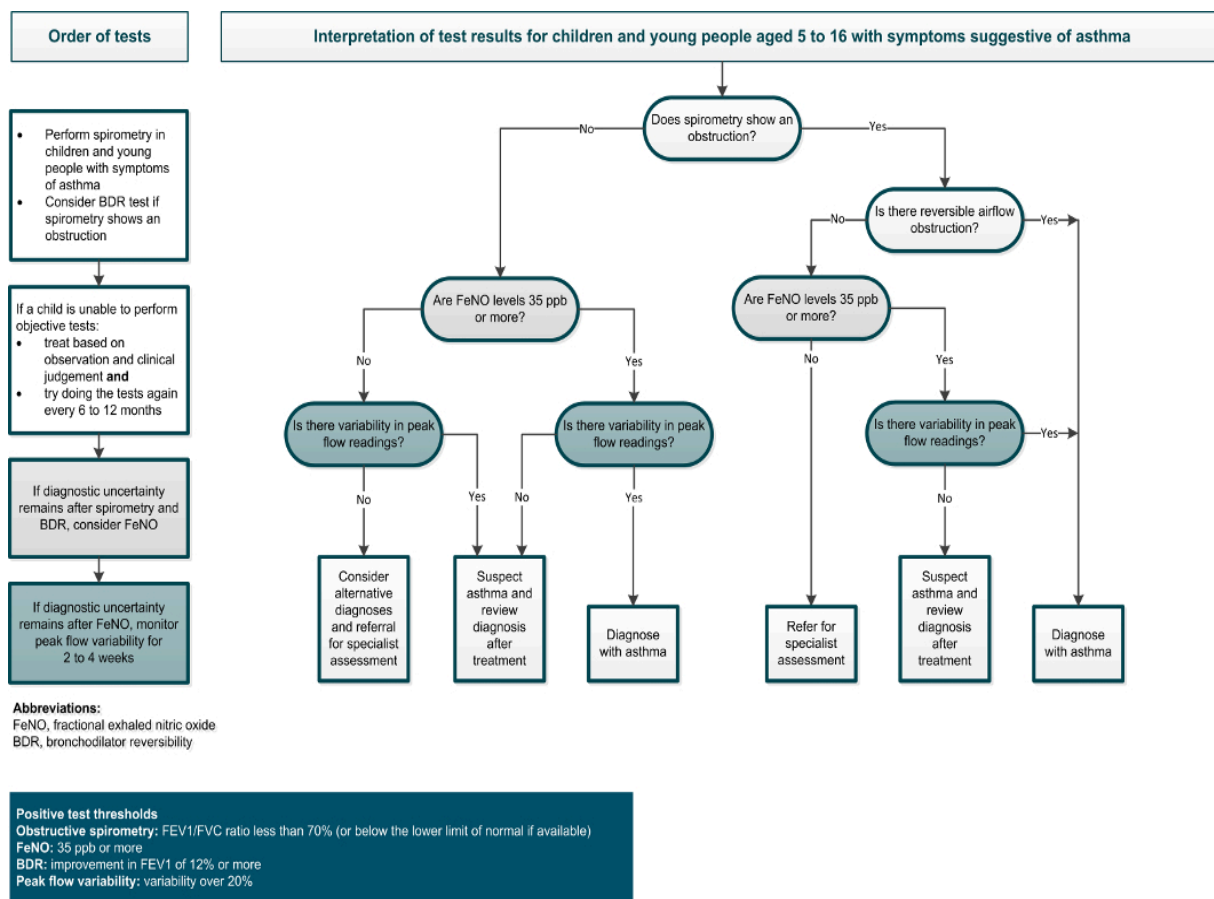 Order of tests
Interpretation of test results for children and young people aged 5 to 16 with symptoms suggestive of asthma
• Perform spirometry in
children and young
people with symptoms
of asthma
• Consider BDR test if
spirometry shows an
obstruction
If a child is unable to perform
objective tests:
• treat based on
observation and clinical
judgement and
• try doing the tests again
every 6 to 12 months
If diagnostic uncertainty
remains after spirometry and
BDR, consider FeNO
If diagnostic uncertainty
remains after FeNO, monitor
peak flow variability for
2 to 4 weeks
Does spirometry show an
obstruction?
No
Yes
Is there reversible airflow
obstruction?
No
Yes
Are FeNO levels 35 ppb
or more?
No
Yes
Are FeNO levels 35 ppb
or more?
No
Yes
Is there variability in peak
flow readings?
No
Yes
Is there variability in peak
flow readings?
No
Yes
Is there variability in peak
flow readings?
Yes
No
Consider
alternative
diagnoses
and referral
for specialist
assessment
Suspect
asthma and
review
diagnosis
after
treatment
Diagnose
with asthma
Refer for
specialist
assessment
Suspect
asthma and
review
diagnosis
after
treatment
Diagnose
with asthma
Abbreviations:
FeNO, fractional exhaled nitric oxide
BDR, bronchodilator reversibility
Positive test thresholds
Obstructive spirometry: FEV1/FVC ratio less than 70% (or below the lower limit of normal if available)
FeNO: 35 ppb or more
BDR: improvement in FEV1 of 12% or more
Peak flow variability: variability over 20%